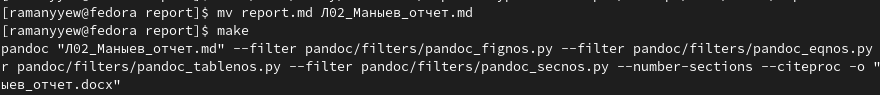 [ramanyyew@fedora report]$ mv report.md Л02_Маныев_отчет.md
[ramanyyew@fedora report]$ make
pandoc "Л02_Маныев_отчет.md" --filter pandoc/filters/pandoc_fignos.py --filter pandoc/filters/pandoc_eqnos.py
r pandoc/filters/pandoc_tablenos.py --filter pandoc/filters/pandoc_secnos.py --number-sections --citeproc -o "
ыев_отчет.docx"